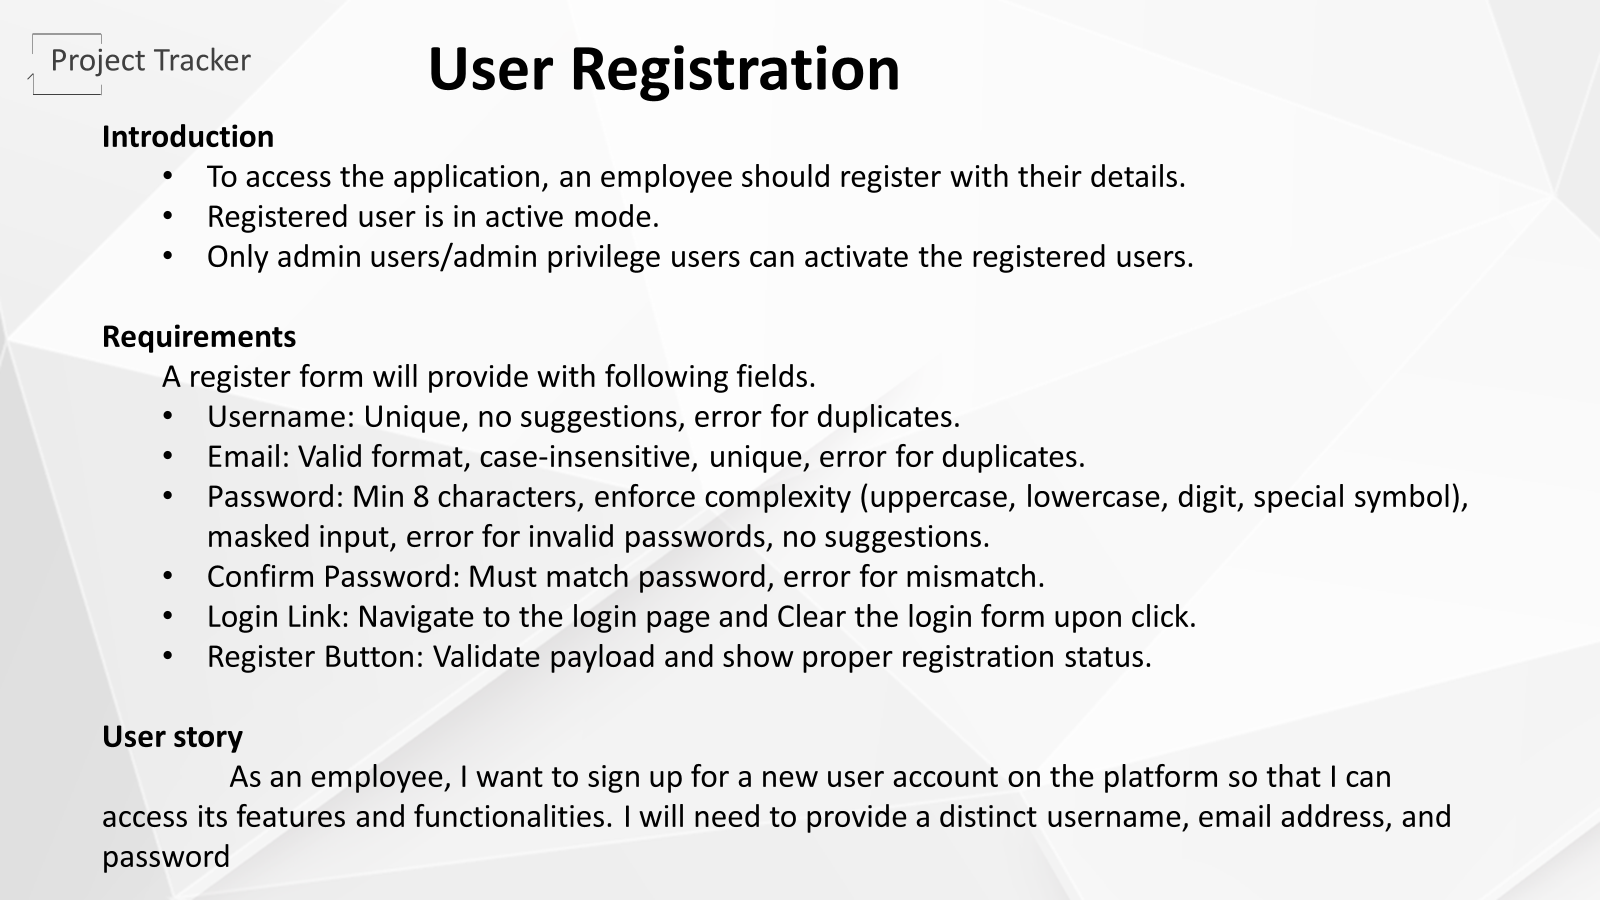 Project Tracker
User Registration
Introduction
• To access the application, an employee should register with their details.
• Registered user is in active mode.
• Only admin users/admin privilege users can activate the registered users.
Requirements
A register form will provide with following fields.
• Username: Unique, no suggestions, error for duplicates.
• Email: Valid format, case-insensitive, unique, error for duplicates.
• Password: Min 8 characters, enforce complexity (uppercase, lowercase, digit, special symbol),
masked input, error for invalid passwords, no suggestions.
• Confirm Password: Must match password, error for mismatch.
• Login Link: Navigate to the login page and Clear the login form upon click.
• Register Button: Validate payload and show proper registration status.
User story
As an employee, I want to sign up for a new user account on the platform so that I can
access its features and functionalities. I will need to provide a distinct username, email address, and
password